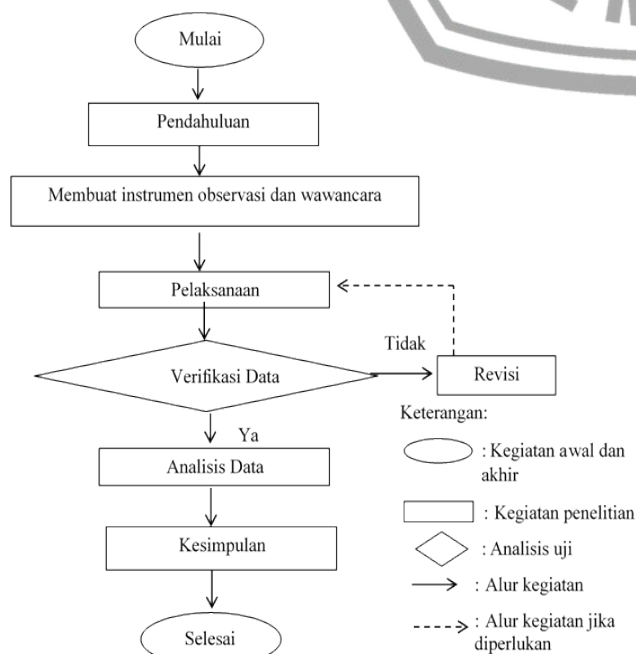 Mulai
Pendahuluan
Membuat instrumen observasi dan wawancara
Pelaksanaan
Tidak
Verifikasi Data
Revisi
Ya
Analisis Data
Kesimpulan
Selesai
Keterangan:
: Kegiatan awal dan
akhir
: Kegiatan penelitian
: Analisis uji
: Alur kegiatan
: Alur kegiatan jika
diperlukan